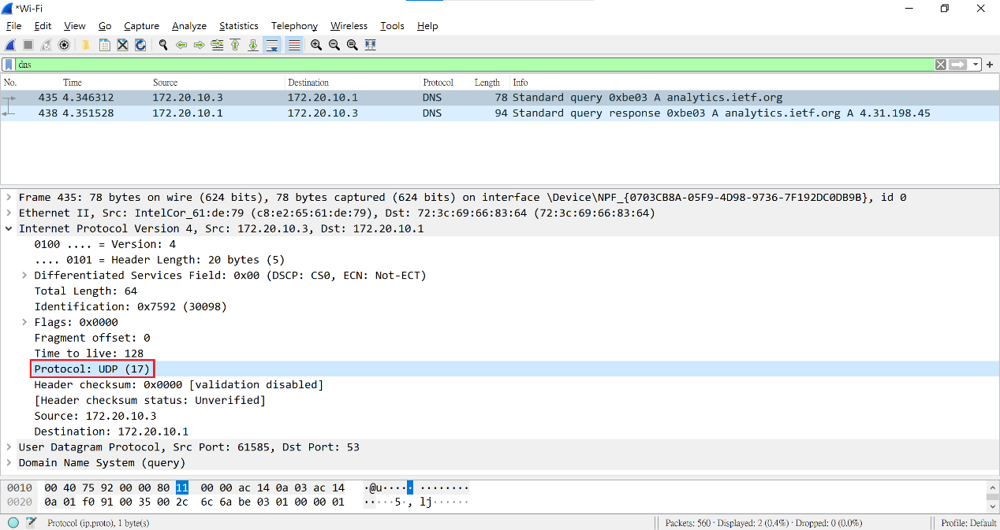 *Wi-Fi
File Edit View Go Capture Analyze Statistics Telephony Wireless Tools Help
dns
No. Time Source Destination Protocol Length Info
435 4.346312 172.20.10.3 172.20.10.1 DNS 78 Standard query 0xbe03 A analytics.ietf.org
438 4.351528 172.20.10.1 172.20.10.3 DNS 94 Standard query response 0xbe03 A analytics.ietf.org A 4.31.198.45
Frame 435: 78 bytes on wire (624 bits), 78 bytes captured (624 bits) on interface \Device\NPF_{0703CB8A-05F9-4D98-9736-7F192DC0DB9B}, id 0
Ethernet II, Src: IntelCor_61:de:79 (c8:e2:65:61:de:79), Dst: 72:3c:69:66:83:64 (72:3c:69:66:83:64)
Internet Protocol Version 4, Src: 172.20.10.3, Dst: 172.20.10.1
0100 .... = Version: 4
.... 0101 = Header Length: 20 bytes (5)
Differentiated Services Field: 0x00 (DSCP: CS0, ECN: Not-ECT)
Total Length: 64
Identification: 0x7592 (30098)
Flags: 0x0000
Fragment offset: 0
Time to live: 128
Protocol: UDP (17)
Header checksum: 0x0000 [validation disabled]
[Header checksum status: Unverified]
Source: 172.20.10.3
Destination: 172.20.10.1
User Datagram Protocol, Src Port: 61585, Dst Port: 53
Domain Name System (query)
0010 00 40 75 92 00 00 80 11 00 00 ac 14 0a 03 ac 14 ·@u····· ········
0020 0a 01 f0 91 00 35 00 2c 6c 6a be 03 01 00 00 01 ·····5·, lj······
Protocol (ip.proto), 1 byte(s) Packets: 560 · Displayed: 2 (0.4%) · Dropped: 0 (0.0%) Profile: Default